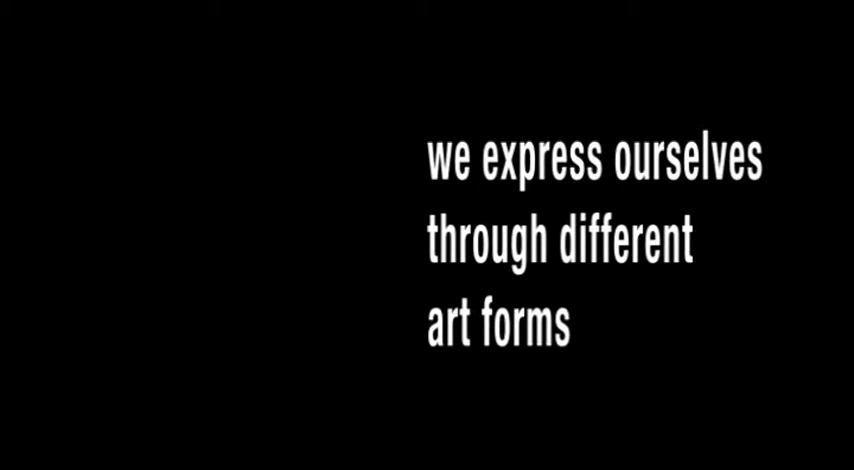 we express ourselves
through different
art forms